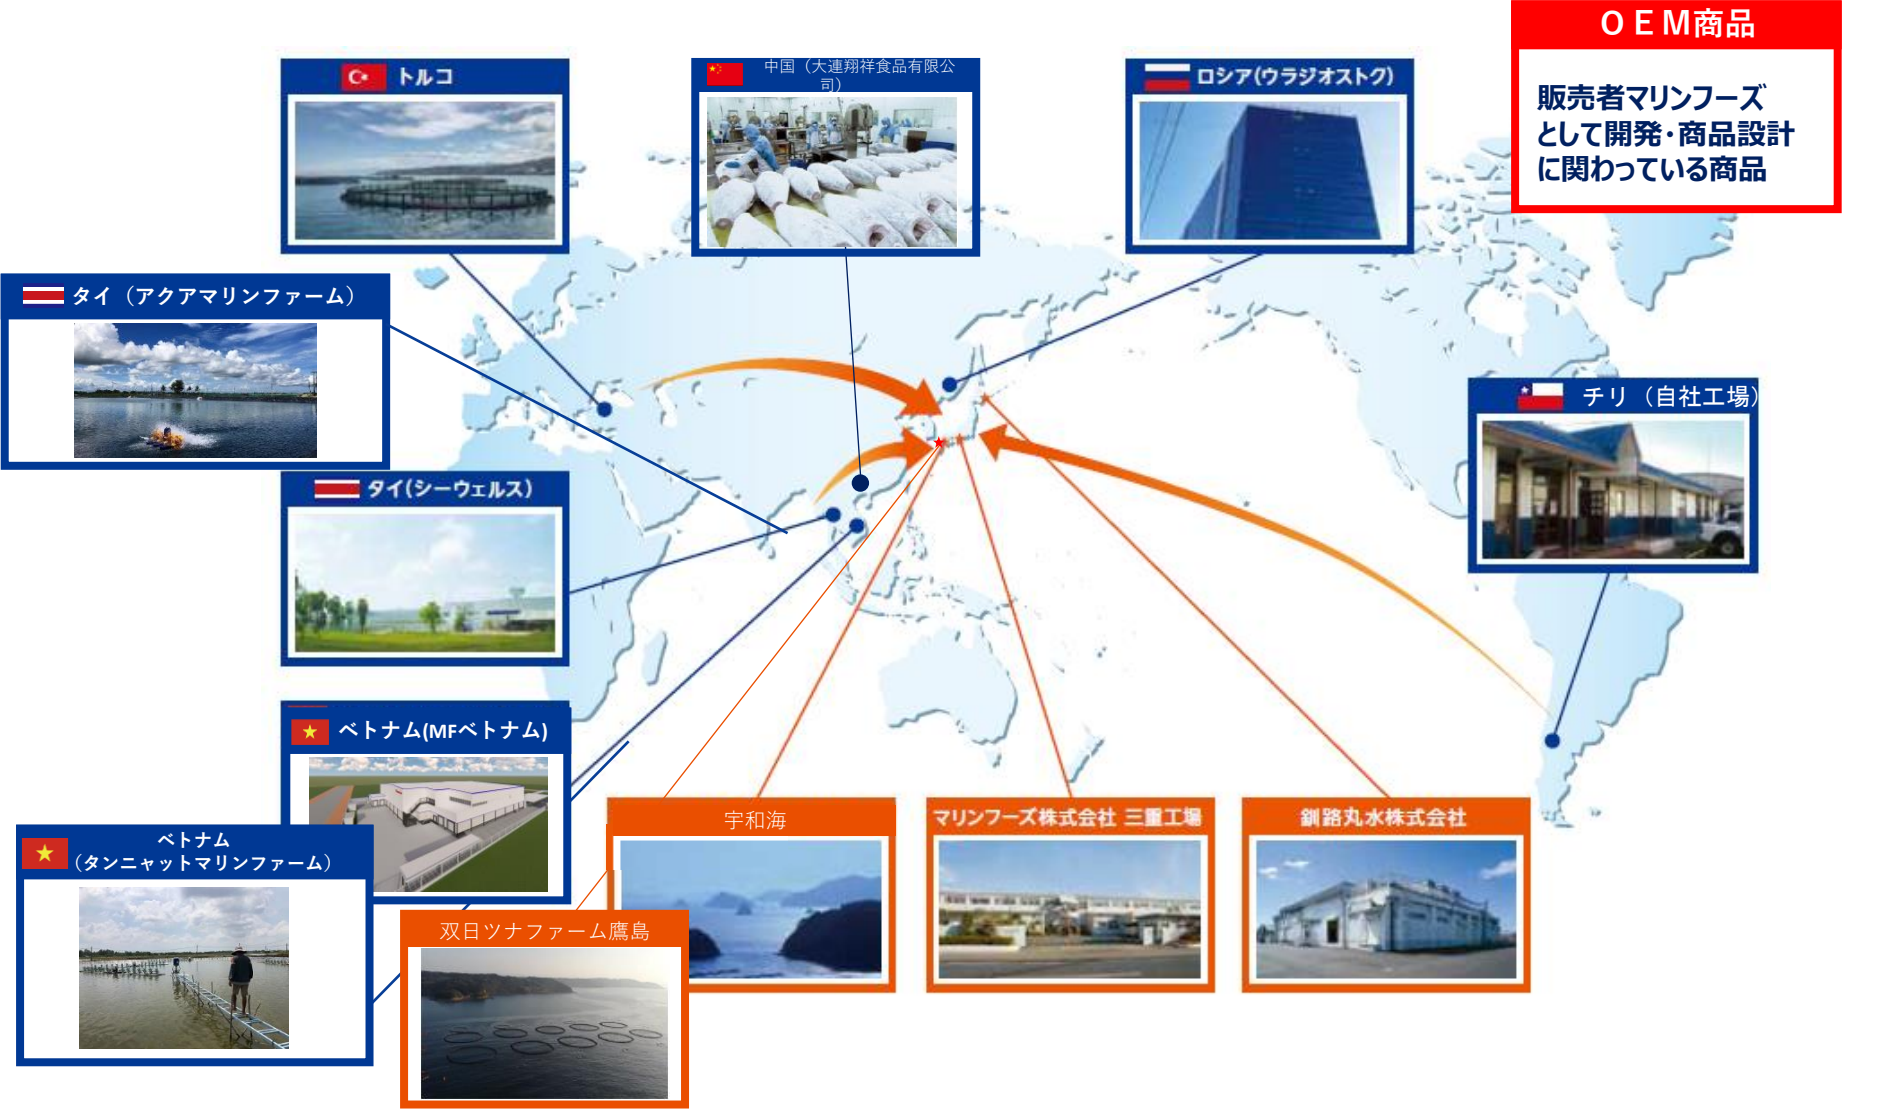 ＯＥＭ商品
販売者マリンフーズ
として開発・商品設計
に関わっている商品
トルコ
中国（大連翔祥食品有限公
司）
ロシア(ウラジオストク)
タイ（アクアマリンファーム）
チリ（自社工場）
タイ(シーウェルス)
ベトナム(MFベトナム)
ベトナム
（タンニャットマリンファーム）
宇和海
マリンフーズ株式会社 三重工場
釧路丸水株式会社
双日ツナファーム鷹島